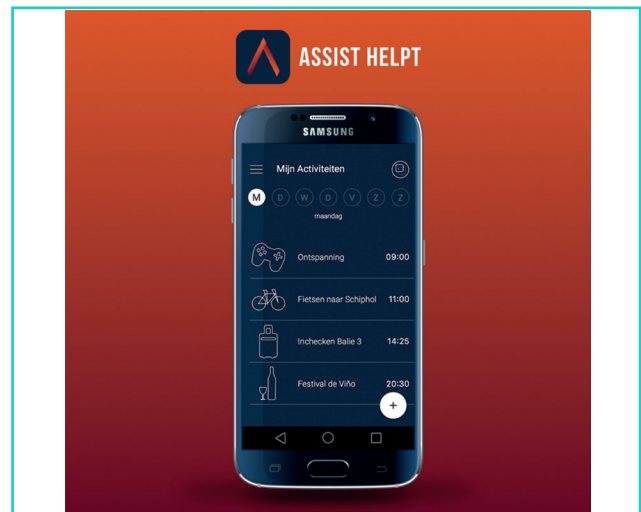 ASSIST HELPT
SAMSUNG
Mijn Activiteiten
M D W D V Z Z
maandag
Ontspanning 09:00
Fietsen naar Schiphol 11:00
Inchecken Balie 3 14:25
Festival de Viño 20:30
+